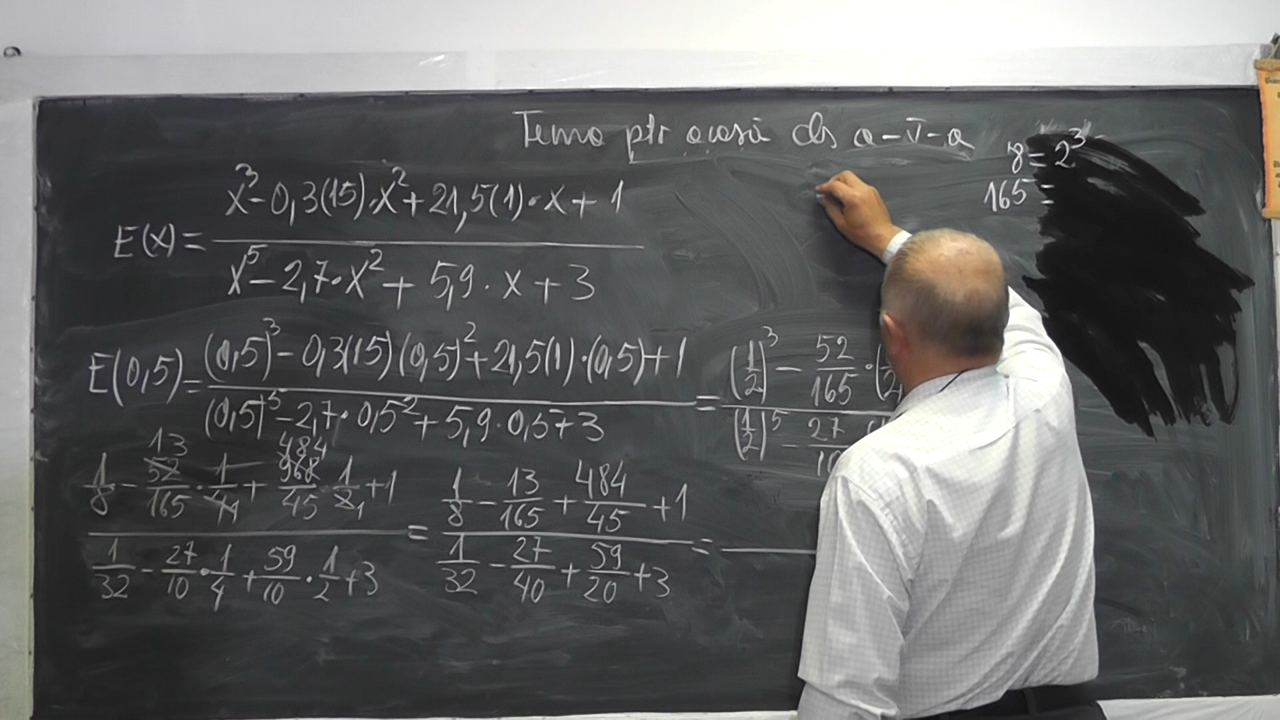 Tema ptr acasă cls a-V-a
8 = 2³
165 =
E(x) = (x³ - 0,3(15)·x² + 21,5(1)·x + 1) / (x⁵ - 2,7·x² + 5,9·x + 3)
E(0,5) = ((0,5)³ - 0,3(15)(0,5)² + 21,5(1)·(0,5) + 1) / ((0,5)⁵ - 2,7·0,5² + 5,9·0,5 + 3) = ((1/2)³ - 52/165 · / (1/2)⁵ - 27/
(1/8 - 52/165 · 1/4 + 968/45 · 1/2 + 1) / (1/32 - 27/10 · 1/4 + 59/10 · 1/2 + 3) = (1/8 - 13/165 + 484/45 + 1) / (1/32 - 27/40 + 59/20 + 3) =